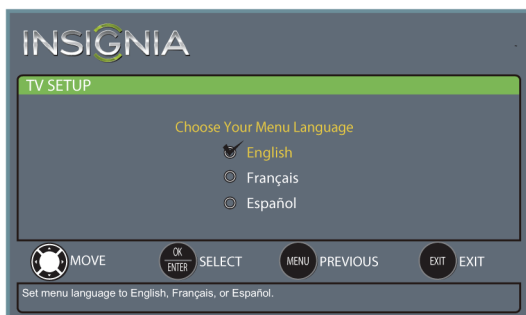 INSIGNIA
TV SETUP
Choose Your Menu Language
English
Français
Español
MOVE
OK
ENTER
SELECT
MENU
PREVIOUS
EXIT
EXIT
Set menu language to English, Français, or Español.